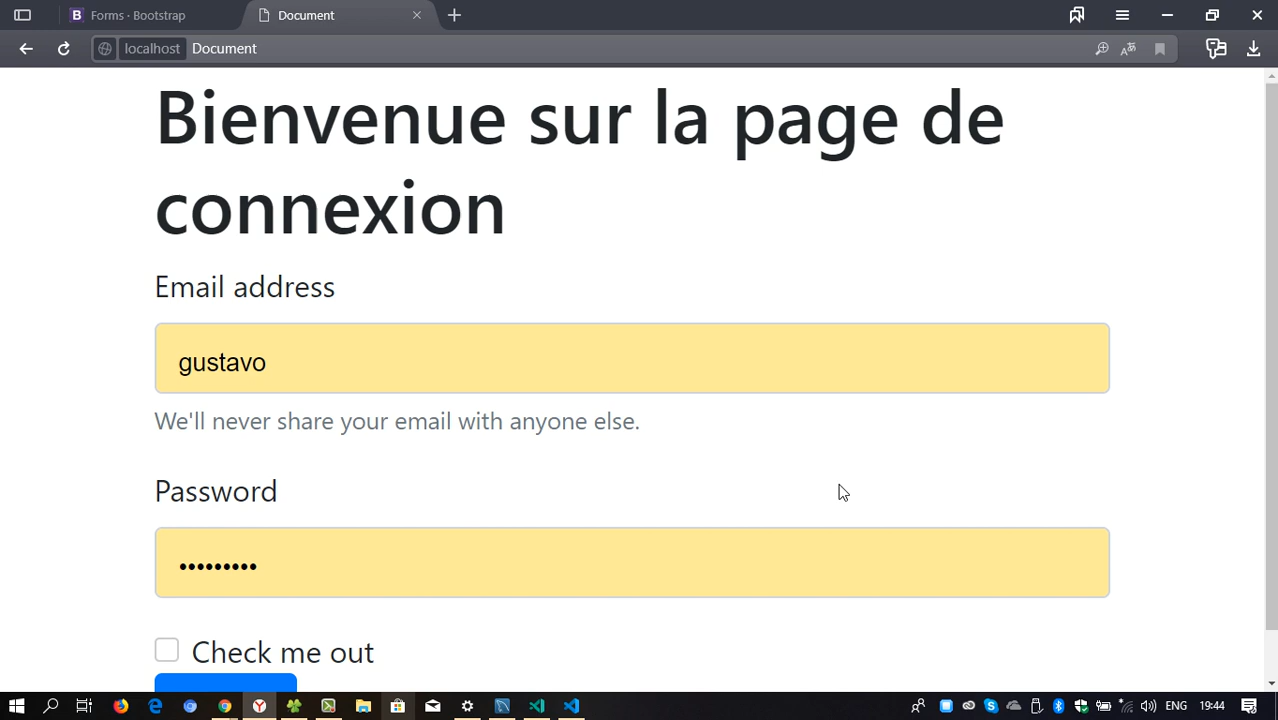 Forms · Bootstrap
Document
localhost Document
Bienvenue sur la page de
connexion
Email address
gustavo
We'll never share your email with anyone else.
Password
•••••••••
Check me out
ENG 19:44